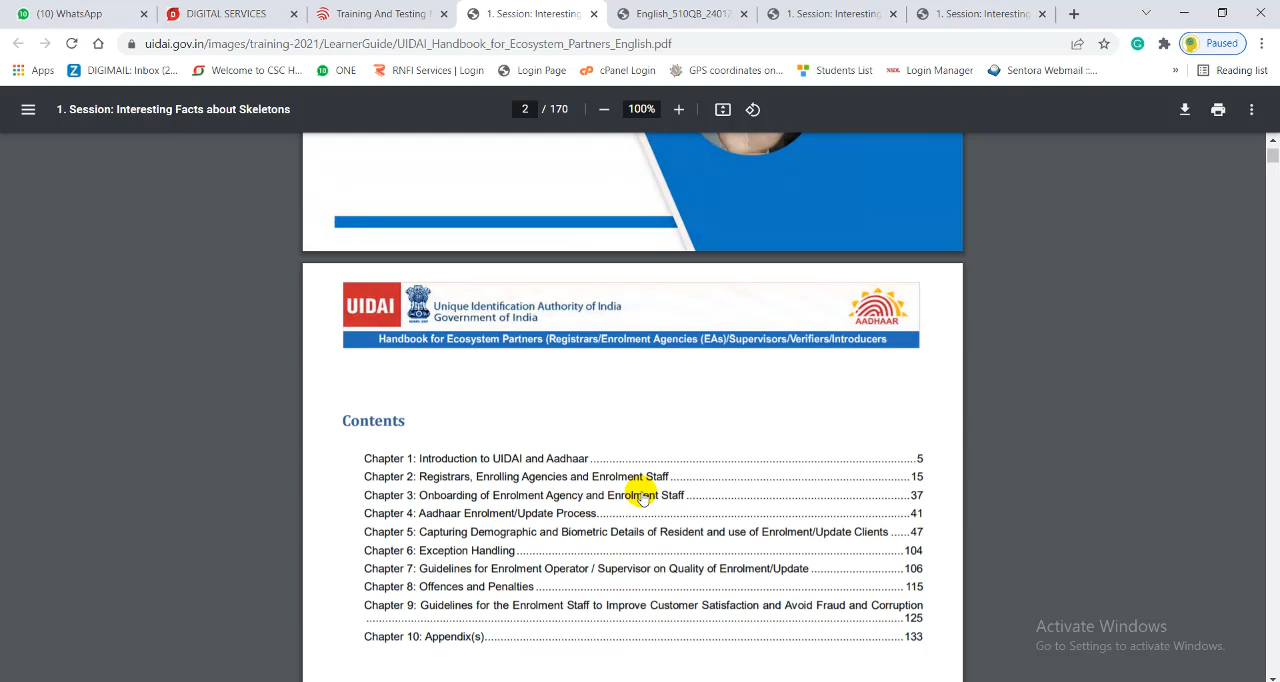 (10) WhatsApp
DIGITAL SERVICES
Training And Testing
1. Session: Interesting
English_510QB_24012
1. Session: Interesting
1. Session: Interesting
uidai.gov.in/images/training-2021/LearnerGuide/UIDAI_Handbook_for_Ecosystem_Partners_English.pdf
Paused
Apps
DIGIMAIL: Inbox (2...
Welcome to CSC H...
ONE
RNFI Services | Login
Login Page
cPanel Login
GPS coordinates on...
Students List
Login Manager
Sentora Webmail ::...
»
Reading list
1. Session: Interesting Facts about Skeletons
2 / 170
100%
UIDAI
Unique Identification Authority of India
Government of India
AADHAAR
Handbook for Ecosystem Partners (Registrars/Enrolment Agencies (EAs)/Supervisors/Verifiers/Introducers
Contents
Chapter 1: Introduction to UIDAI and Aadhaar....................5
Chapter 2: Registrars, Enrolling Agencies and Enrolment Staff....................15
Chapter 3: Onboarding of Enrolment Agency and Enrolment Staff....................37
Chapter 4: Aadhaar Enrolment/Update Process....................41
Chapter 5: Capturing Demographic and Biometric Details of Resident and use of Enrolment/Update Clients ......47
Chapter 6: Exception Handling....................104
Chapter 7: Guidelines for Enrolment Operator / Supervisor on Quality of Enrolment/Update ....................106
Chapter 8: Offences and Penalties ....................115
Chapter 9: Guidelines for the Enrolment Staff to Improve Customer Satisfaction and Avoid Fraud and Corruption
....................125
Chapter 10: Appendix(s)....................133
Activate Windows
Go to Settings to activate Windows.